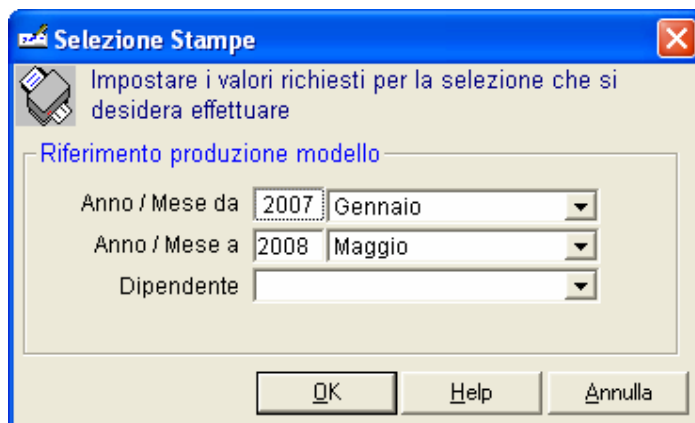 Selezione Stampe
Impostare i valori richiesti per la selezione che si
desidera effettuare
Riferimento produzione modello
Anno / Mese da 2007 Gennaio
Anno / Mese a 2008 Maggio
Dipendente
OK Help Annulla